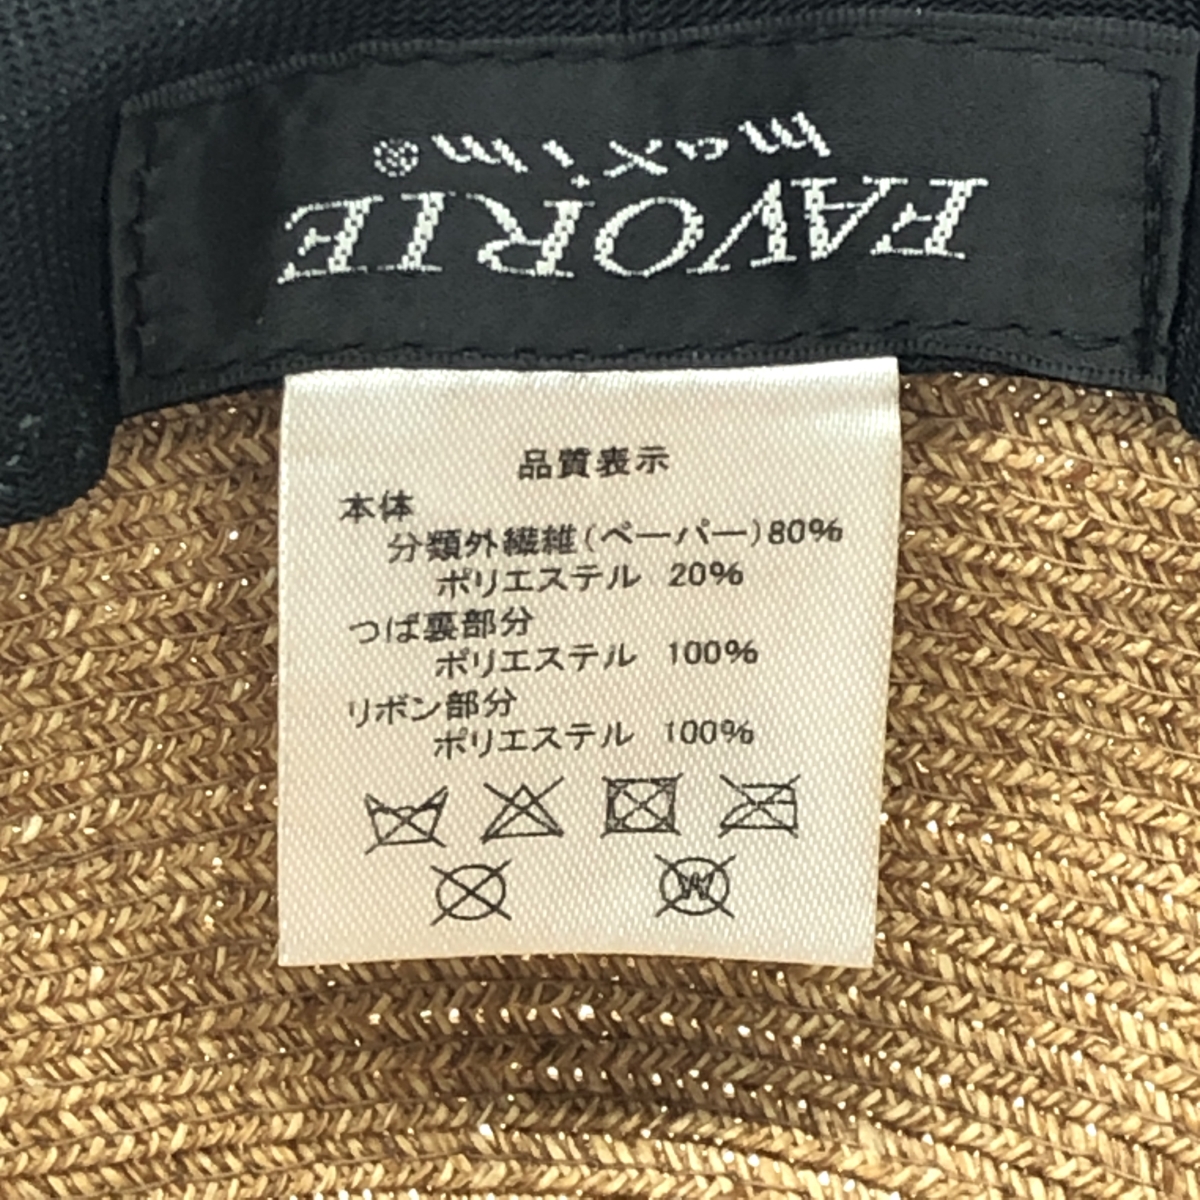 FAVORIE
maxim®
品質表示
本体
分類外繊維(ペーパー)80%
ポリエステル 20%
つば裏部分
ポリエステル 100%
リボン部分
ポリエステル 100%
W